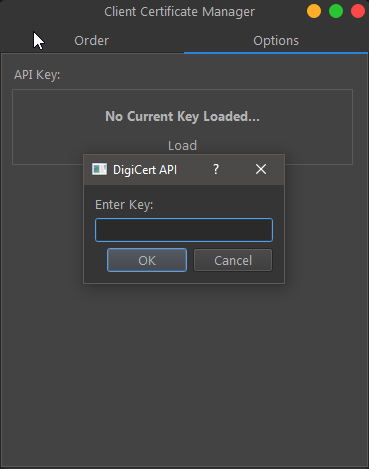 Client Certificate Manager
Order Options
API Key:
No Current Key Loaded...
Load
DigiCert API ?
Enter Key:
OK Cancel